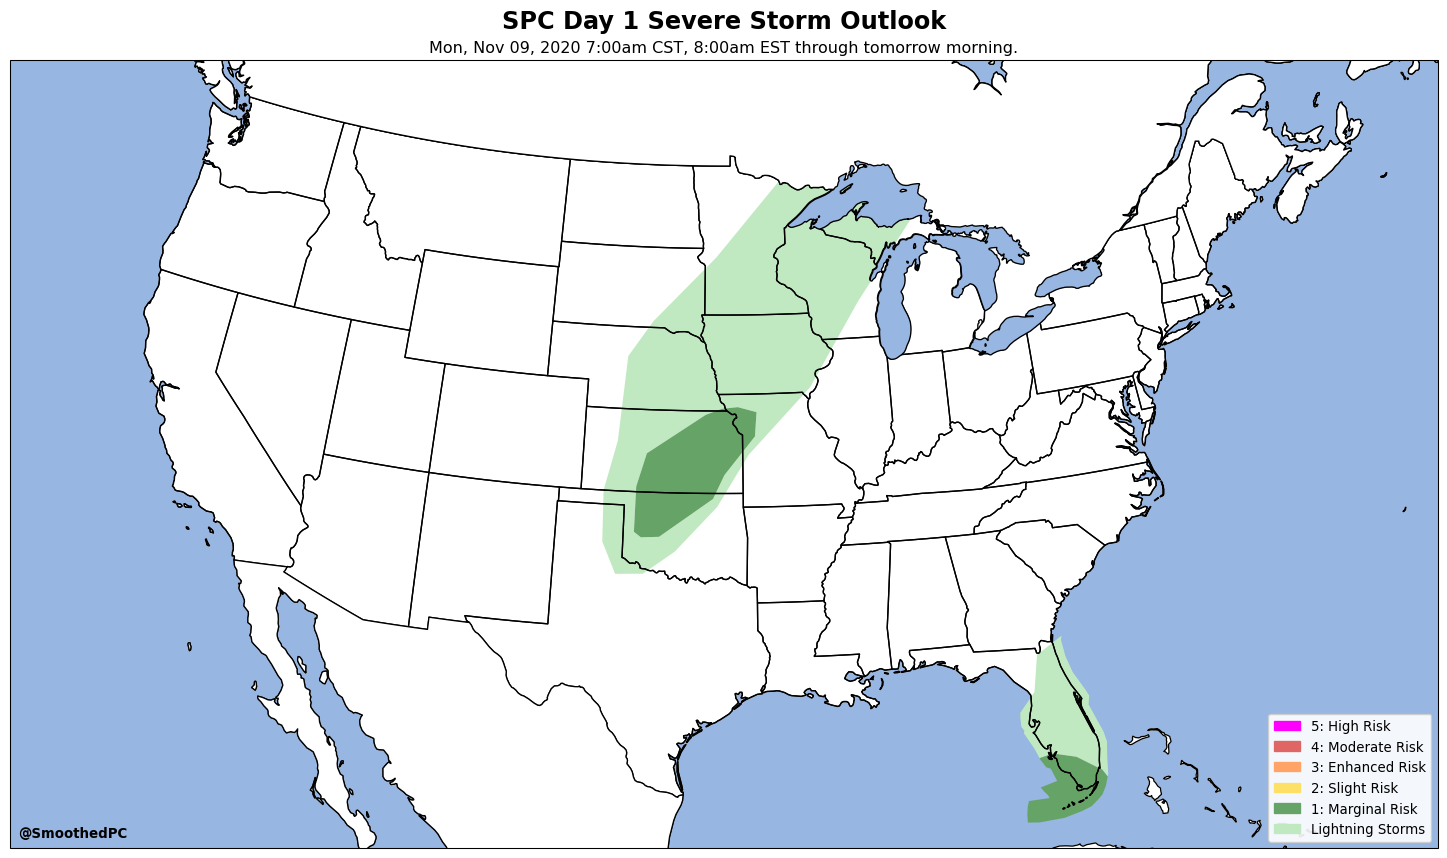 SPC Day 1 Severe Storm Outlook
Mon, Nov 09, 2020 7:00am CST, 8:00am EST through tomorrow morning.
5: High Risk
4: Moderate Risk
3: Enhanced Risk
2: Slight Risk
1: Marginal Risk
Lightning Storms
@SmoothedPC